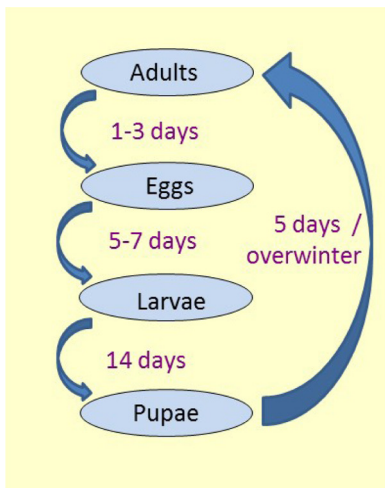 Adults
1-3 days
Eggs
5-7 days
5 days /
overwinter
Larvae
14 days
Pupae